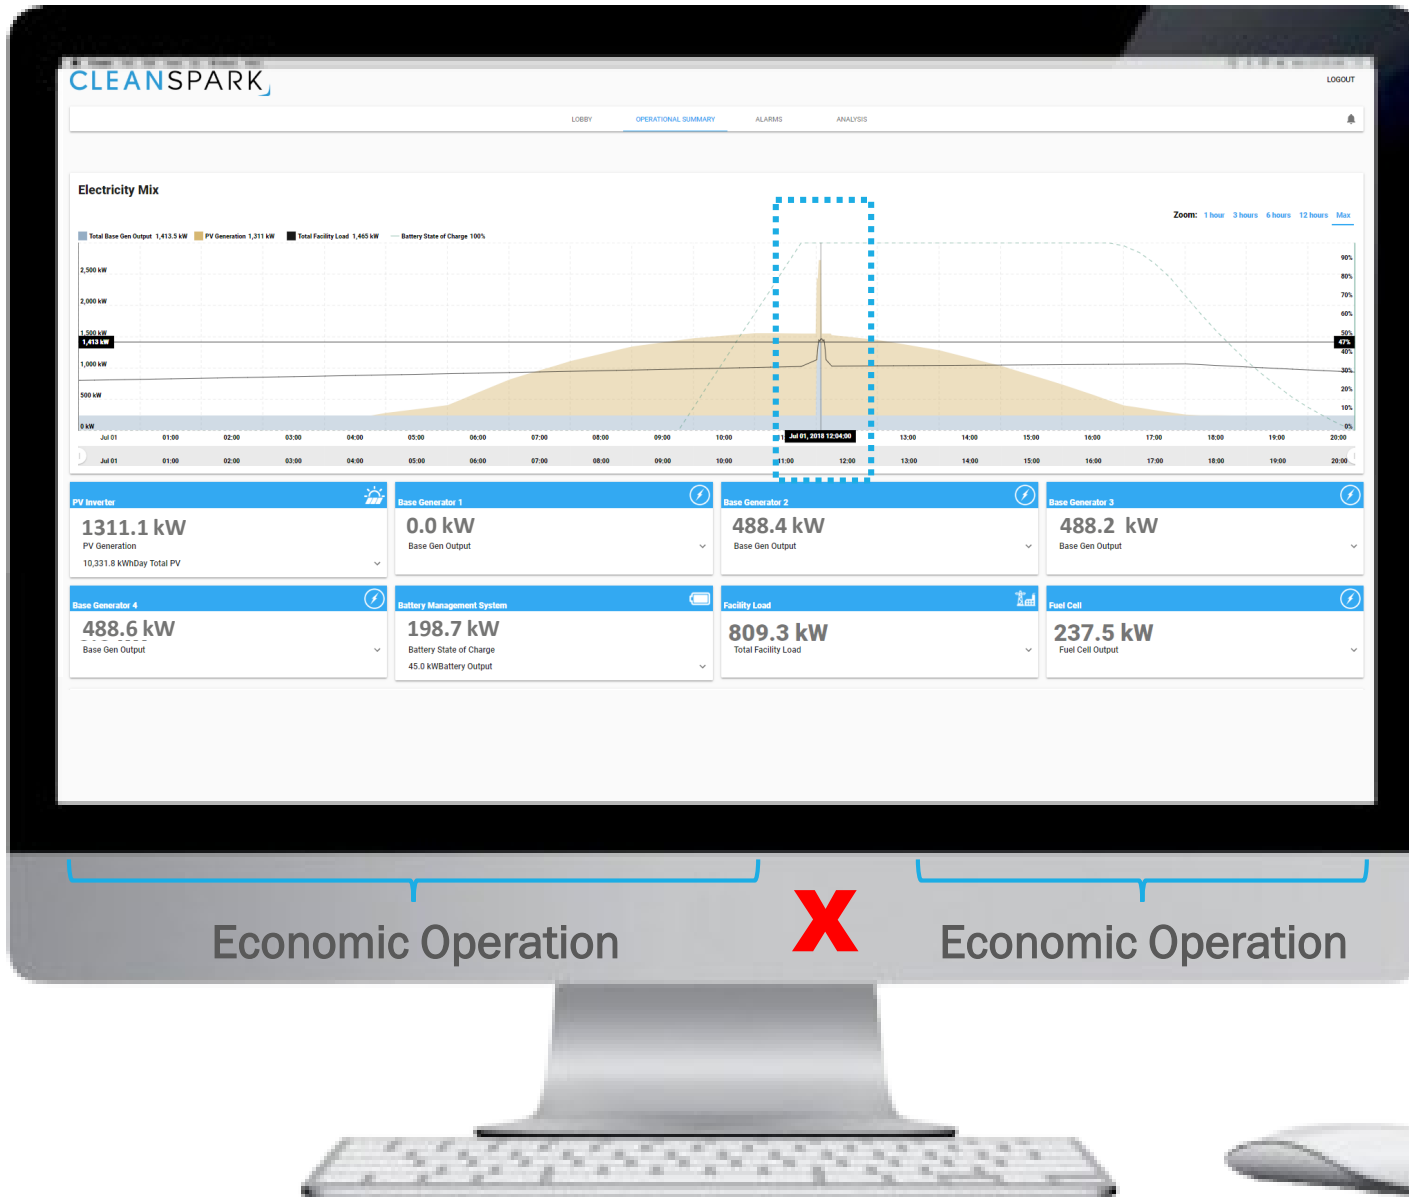 CLEANSPARK
LOGOUT
LOBBY OPERATIONAL SUMMARY ALARMS ANALYSIS
Electricity Mix
Zoom: 1 hour 3 hours 6 hours 12 hours Max
Total Base Gen Output 1,413.5 kW PV Generation 1,311 kW Total Facility Load 1,465 kW Battery State of Charge 100%
90%
2,500 kW 80%
70%
2,000 kW
60%
1,500 kW 50%
1,413 kW 47%
40%
1,000 kW 30%
20%
500 kW
10%
0 kW 0%
Jul 01 01:00 02:00 03:00 04:00 05:00 06:00 07:00 08:00 09:00 10:00 Jul 01, 2018 12:04:00 13:00 14:00 15:00 16:00 17:00 18:00 19:00 20:00
Jul 01 01:00 02:00 03:00 04:00 05:00 06:00 07:00 08:00 09:00 10:00 11:00 12:00 13:00 14:00 15:00 16:00 17:00 18:00 19:00 20:00
PV Inverter Base Generator 1 Base Generator 2 Base Generator 3
1311.1 kW 0.0 kW 488.4 kW 488.2 kW
PV Generation Base Gen Output Base Gen Output Base Gen Output
10,331.8 kWhDay Total PV
Base Generator 4 Battery Management System Facility Load Fuel Cell
488.6 kW 198.7 kW 809.3 kW 237.5 kW
Base Gen Output Battery State of Charge Total Facility Load Fuel Cell Output
45.0 kWBattery Output
Economic Operation X Economic Operation